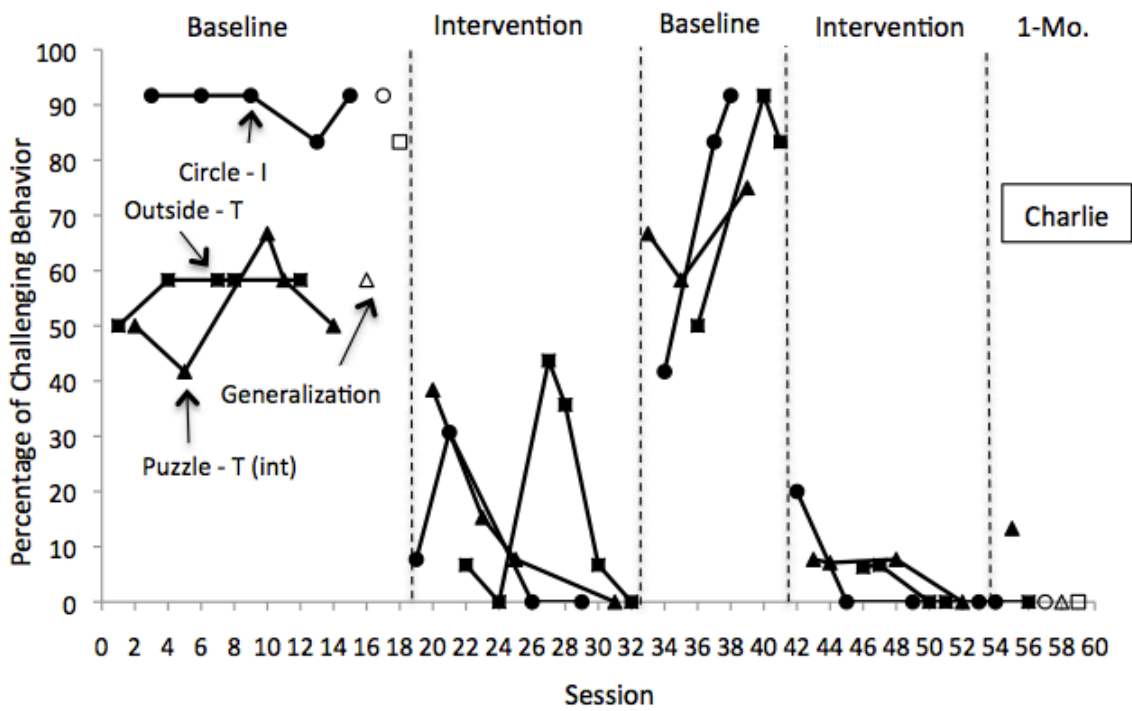 Baseline Intervention Baseline Intervention 1-Mo.
100
90
80
70
60
50
40
30
20
10
0
Percentage of Challenging Behavior
Circle - I
Outside - T
Generalization
Puzzle - T (int)
Charlie
0 2 4 6 8 10 12 14 16 18 20 22 24 26 28 30 32 34 36 38 40 42 44 46 48 50 52 54 56 58 60
Session